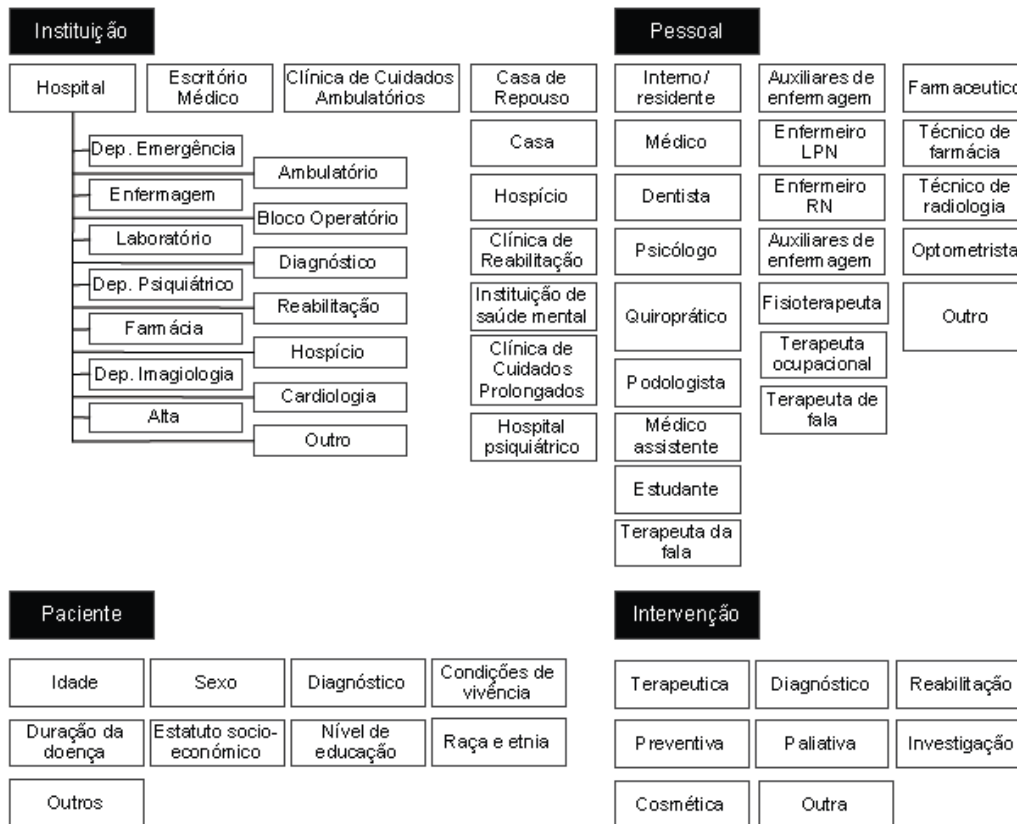 Instituição
Pessoal
Hospital
Escritório
Médico
Clínica de Cuidados
Ambulatórios
Casa de
Repouso
Casa
Hospício
Clínica de
Reabilitação
Instituição de
saúde mental
Clínica de
Cuidados
Prolongados
Hospital
psiquiátrico
Dep. Emergência
Ambulatório
Enfermagem
Bloco Operatório
Laboratório
Diagnóstico
Dep. Psiquiátrico
Reabilitação
Farmácia
Hospício
Dep. Imagiologia
Cardiologia
Alta
Outro
Interno/
residente
Médico
Dentista
Psicólogo
Quiroprático
Podologista
Médico
assistente
Estudante
Terapeuta da
fala
Auxiliares de
enfermagem
Enfermeiro
LPN
Enfermeiro
RN
Auxiliares de
enfermagem
Fisioterapeuta
Terapeuta
ocupacional
Terapeuta de
fala
Farmaceutico
Técnico de
farmácia
Técnico de
radiologia
Optometrista
Outro
Paciente
Idade
Sexo
Diagnóstico
Condições de
vivência
Duração da
doença
Estatuto socio-
económico
Nível de
educação
Raça e etnia
Outros
Intervenção
Terapeutica
Diagnóstico
Reabilitação
Preventiva
Paliativa
Investigação
Cosmética
Outra